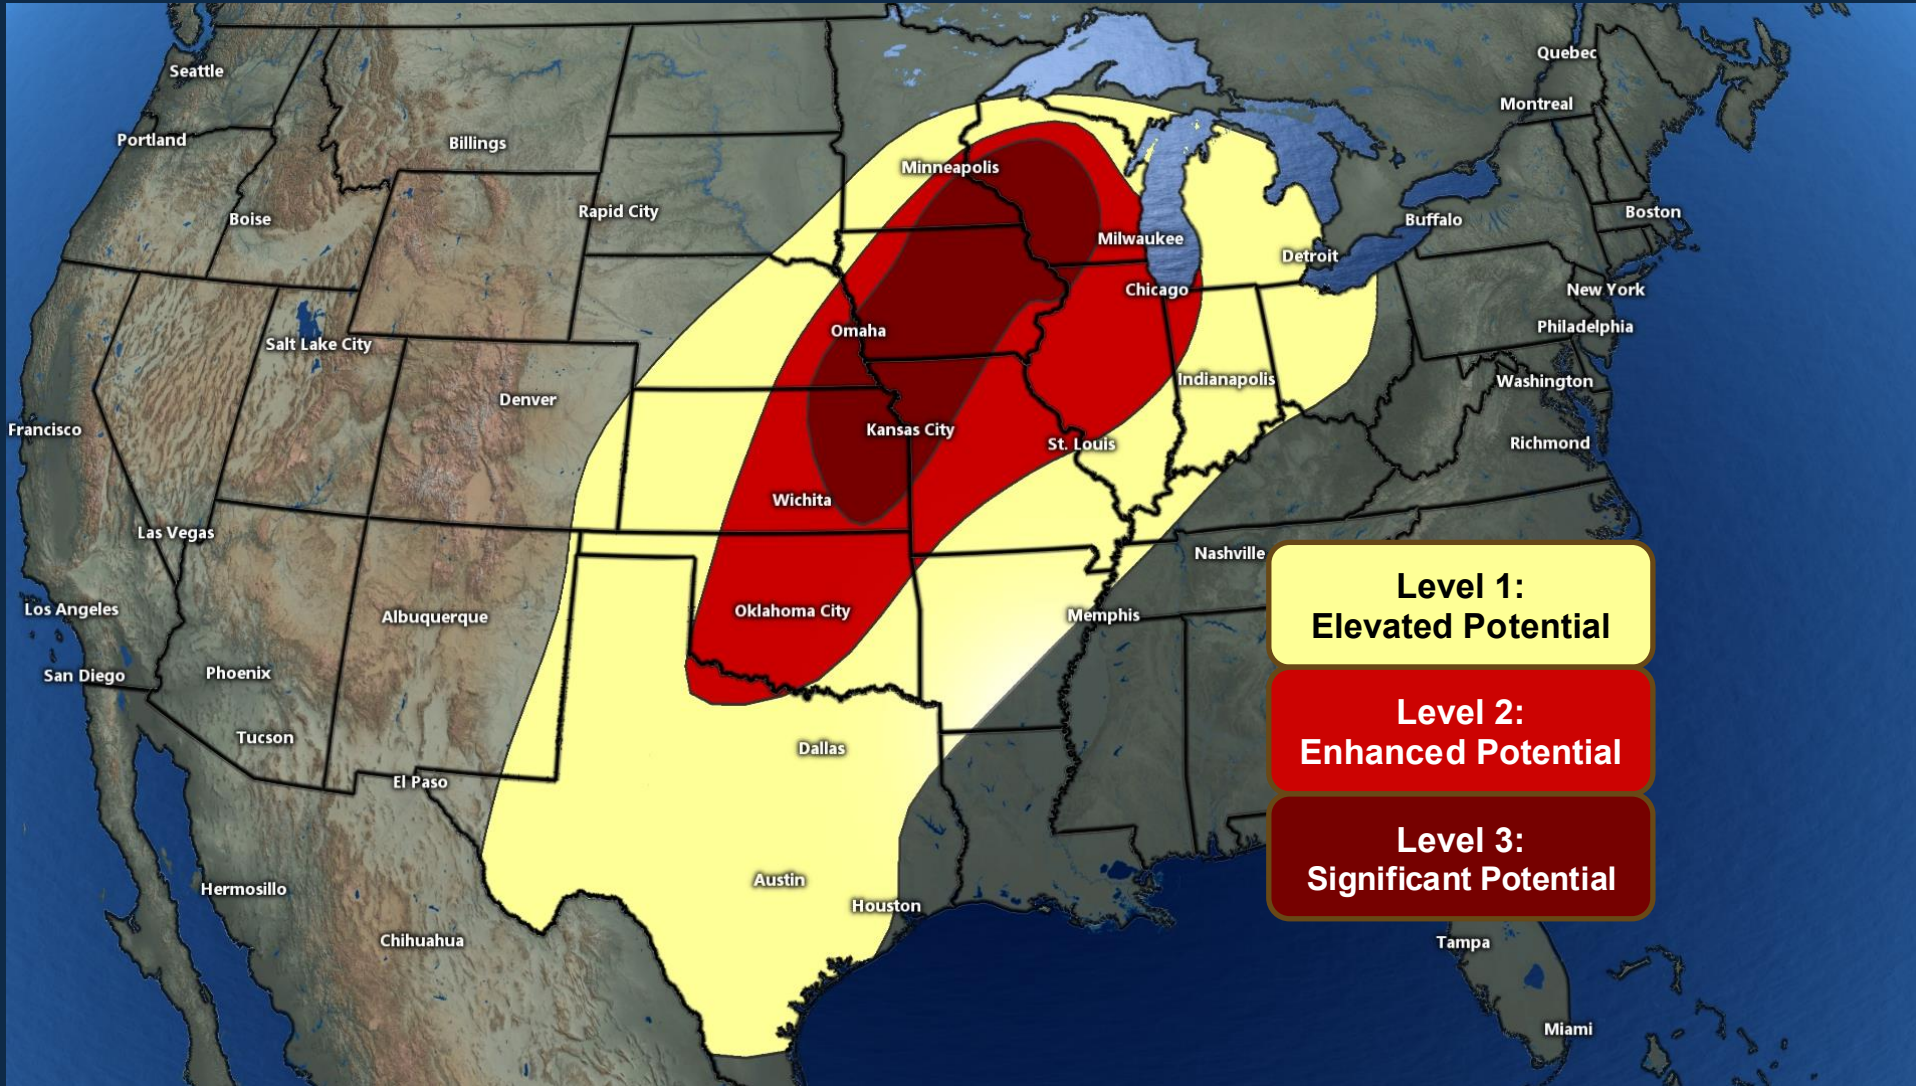 Quebec
Seattle
Montreal
Portland
Billings
Minneapolis
Rapid City
Boise
Boston
Buffalo
Milwaukee
Detroit
Chicago
New York
Omaha
Philadelphia
Salt Lake City
Indianapolis
Washington
Denver
Francisco
Kansas City
St. Louis
Richmond
Wichita
Las Vegas
Nashville
Los Angeles
Albuquerque
Oklahoma City
Memphis
Level 1:
Elevated Potential
San Diego
Phoenix
Tucson
Dallas
Level 2:
Enhanced Potential
El Paso
Level 3:
Significant Potential
Austin
Hermosillo
Houston
Chihuahua
Tampa
Miami